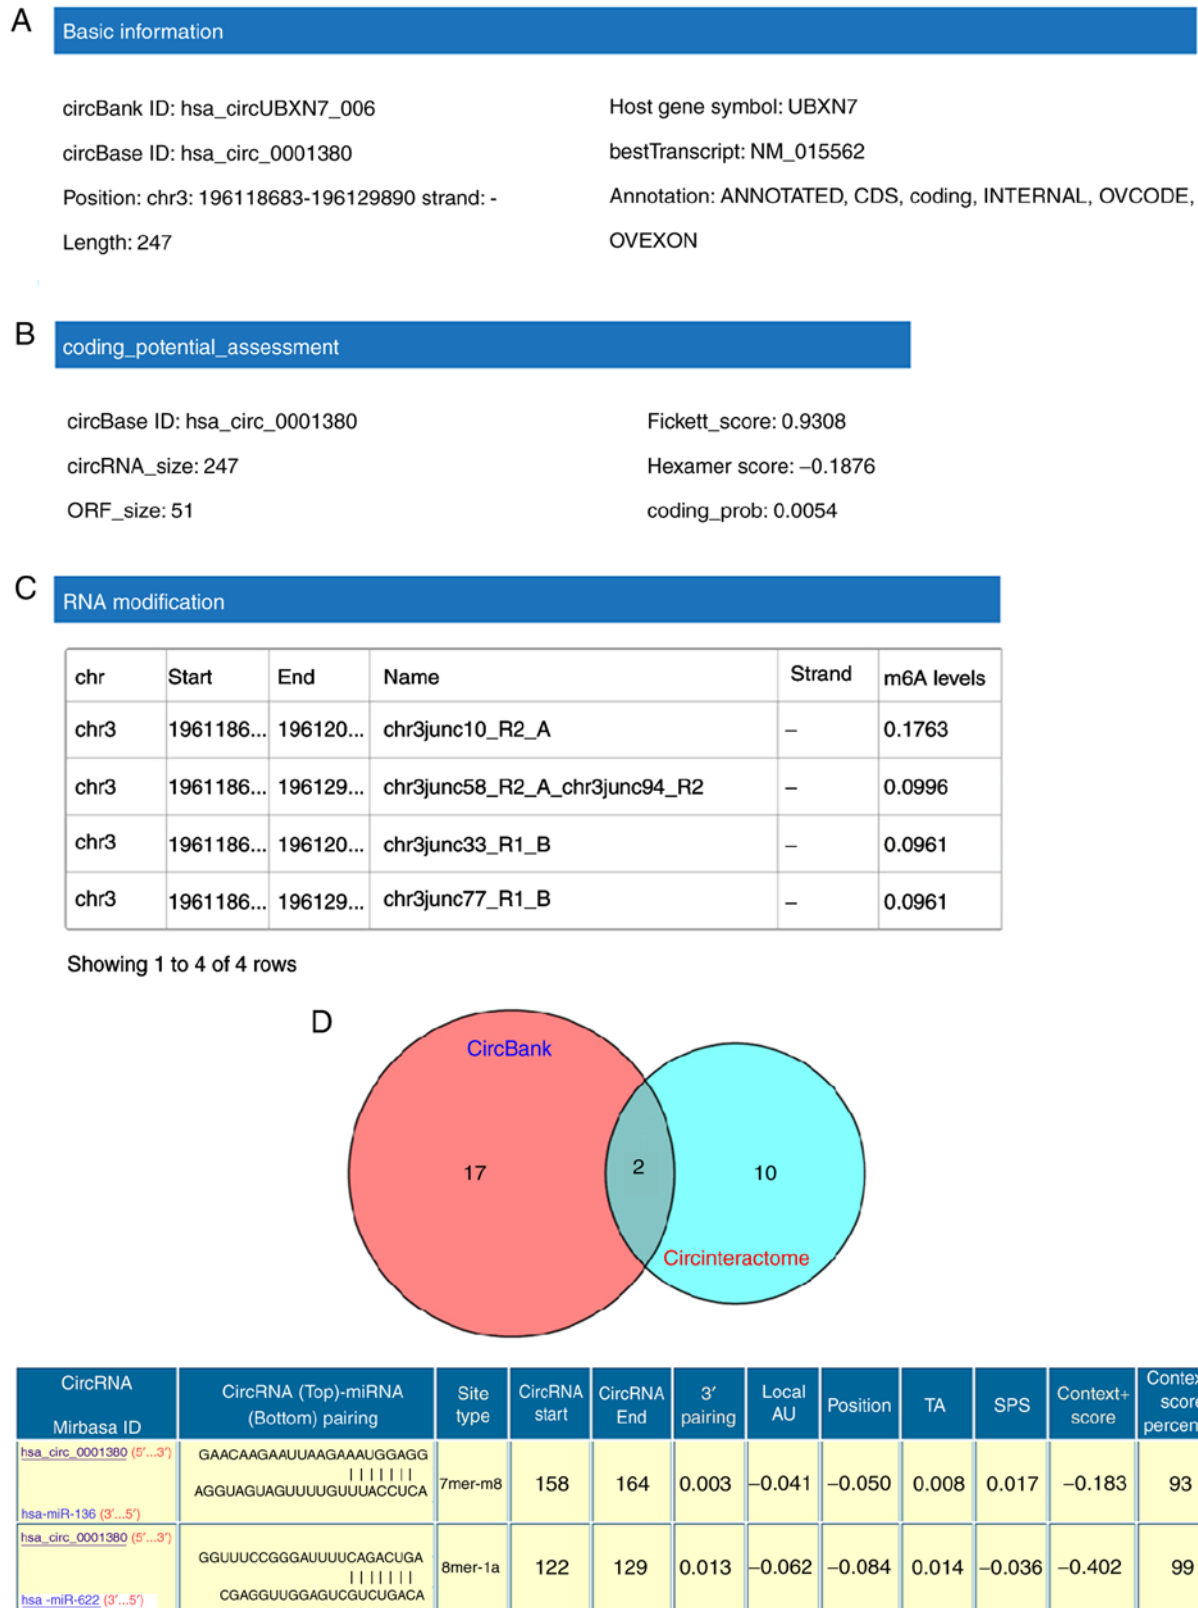 A
Basic information
circBank ID: hsa_circUBXN7_006
Host gene symbol: UBXN7
circBase ID: hsa_circ_0001380
bestTranscript: NM_015562
Position: chr3: 196118683-196129890 strand: -
Annotation: ANNOTATED, CDS, coding, INTERNAL, OVCODE,
Length: 247
OVEXON
B
coding_potential_assessment
circBase ID: hsa_circ_0001380
Fickett_score: 0.9308
circRNA_size: 247
Hexamer score: –0.1876
ORF_size: 51
coding_prob: 0.0054
C
RNA modification
chr Start End Name Strand m6A levels
chr3 1961186... 196120... chr3junc10_R2_A – 0.1763
chr3 1961186... 196129... chr3junc58_R2_A_chr3junc94_R2 – 0.0996
chr3 1961186... 196120... chr3junc33_R1_B – 0.0961
chr3 1961186... 196129... chr3junc77_R1_B – 0.0961
Showing 1 to 4 of 4 rows
D
CircBank
17
2
10
Circinteractome
CircRNA
Mirbasa ID
CircRNA (Top)-miRNA
(Bottom) pairing
Site
type
CircRNA
start
CircRNA
End
3′
pairing
Local
AU
Position
TA
SPS
Context+
score
Contex
score
percen
hsa_circ_0001380 (5′...3′)
hsa-miR-136 (3′...5′)
GAACAAGAAUUAAGAAAUGGAGG
AGGUAGUAGUUUUGUUUACCUCA
7mer-m8 158 164 0.003 –0.041 –0.050 0.008 0.017 –0.183 93
hsa_circ_0001380 (5′...3′)
hsa -miR-622 (3′...5′)
GGUUUCCGGGAUUUUCAGACUGA
CGAGGUUGGAGUCGUCUGACA
8mer-1a 122 129 0.013 –0.062 –0.084 0.014 –0.036 –0.402 99